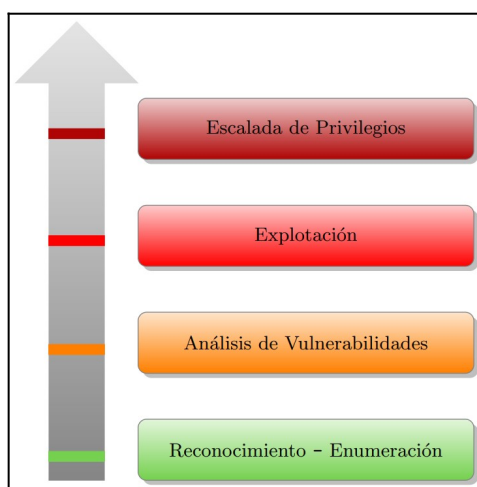 Escalada de Privilegios
Explotación
Análisis de Vulnerabilidades
Reconocimiento - Enumeración